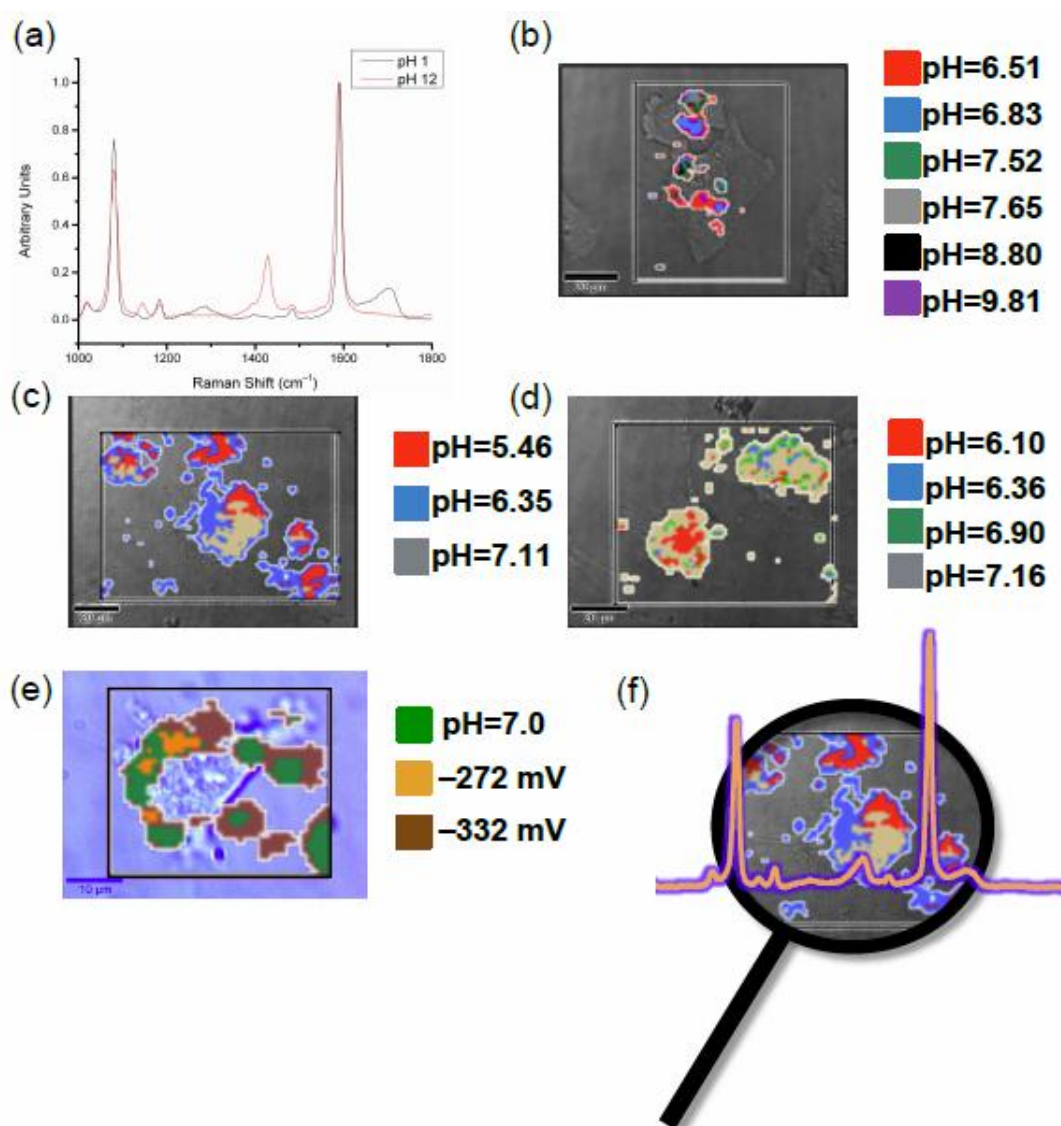 (a)
pH 1
pH 12
1.0
0.8
0.6
0.4
0.2
0.0
Arbitrary Units
1000
1200
1400
1600
1800
Raman Shift (cm⁻¹)
(b)
pH=6.51
pH=6.83
pH=7.52
pH=7.65
pH=8.80
pH=9.81
(c)
pH=5.46
pH=6.35
pH=7.11
(d)
pH=6.10
pH=6.36
pH=6.90
pH=7.16
(e)
pH=7.0
−272 mV
−332 mV
10 µm
(f)